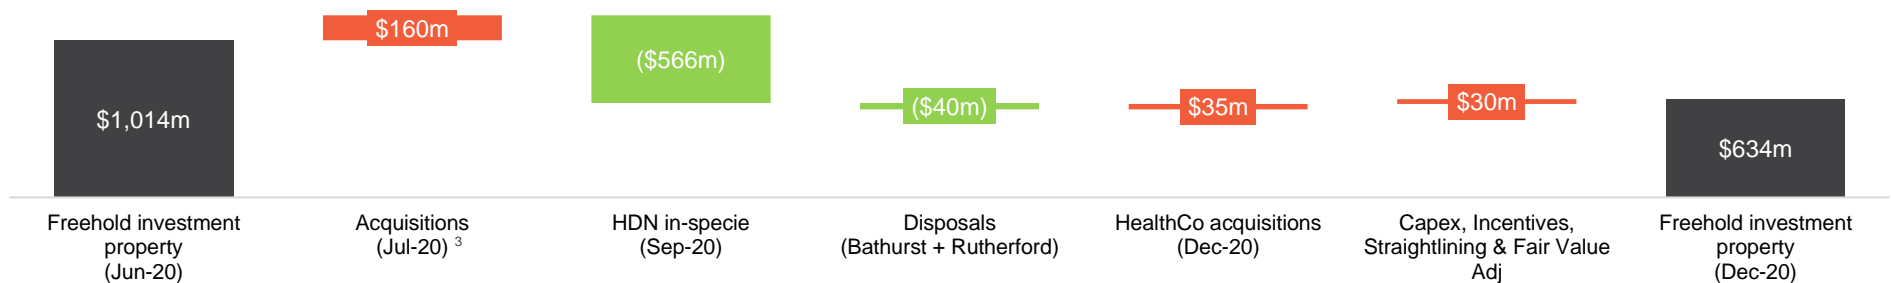 $1,014m
$160m
($566m)
($40m)
$35m
$30m
$634m
Freehold investment
property
(Jun-20)
Acquisitions
(Jul-20) 3
HDN in-specie
(Sep-20)
Disposals
(Bathurst + Rutherford)
HealthCo acquisitions
(Dec-20)
Capex, Incentives,
Straightlining & Fair Value
Adj
Freehold investment
property
(Dec-20)